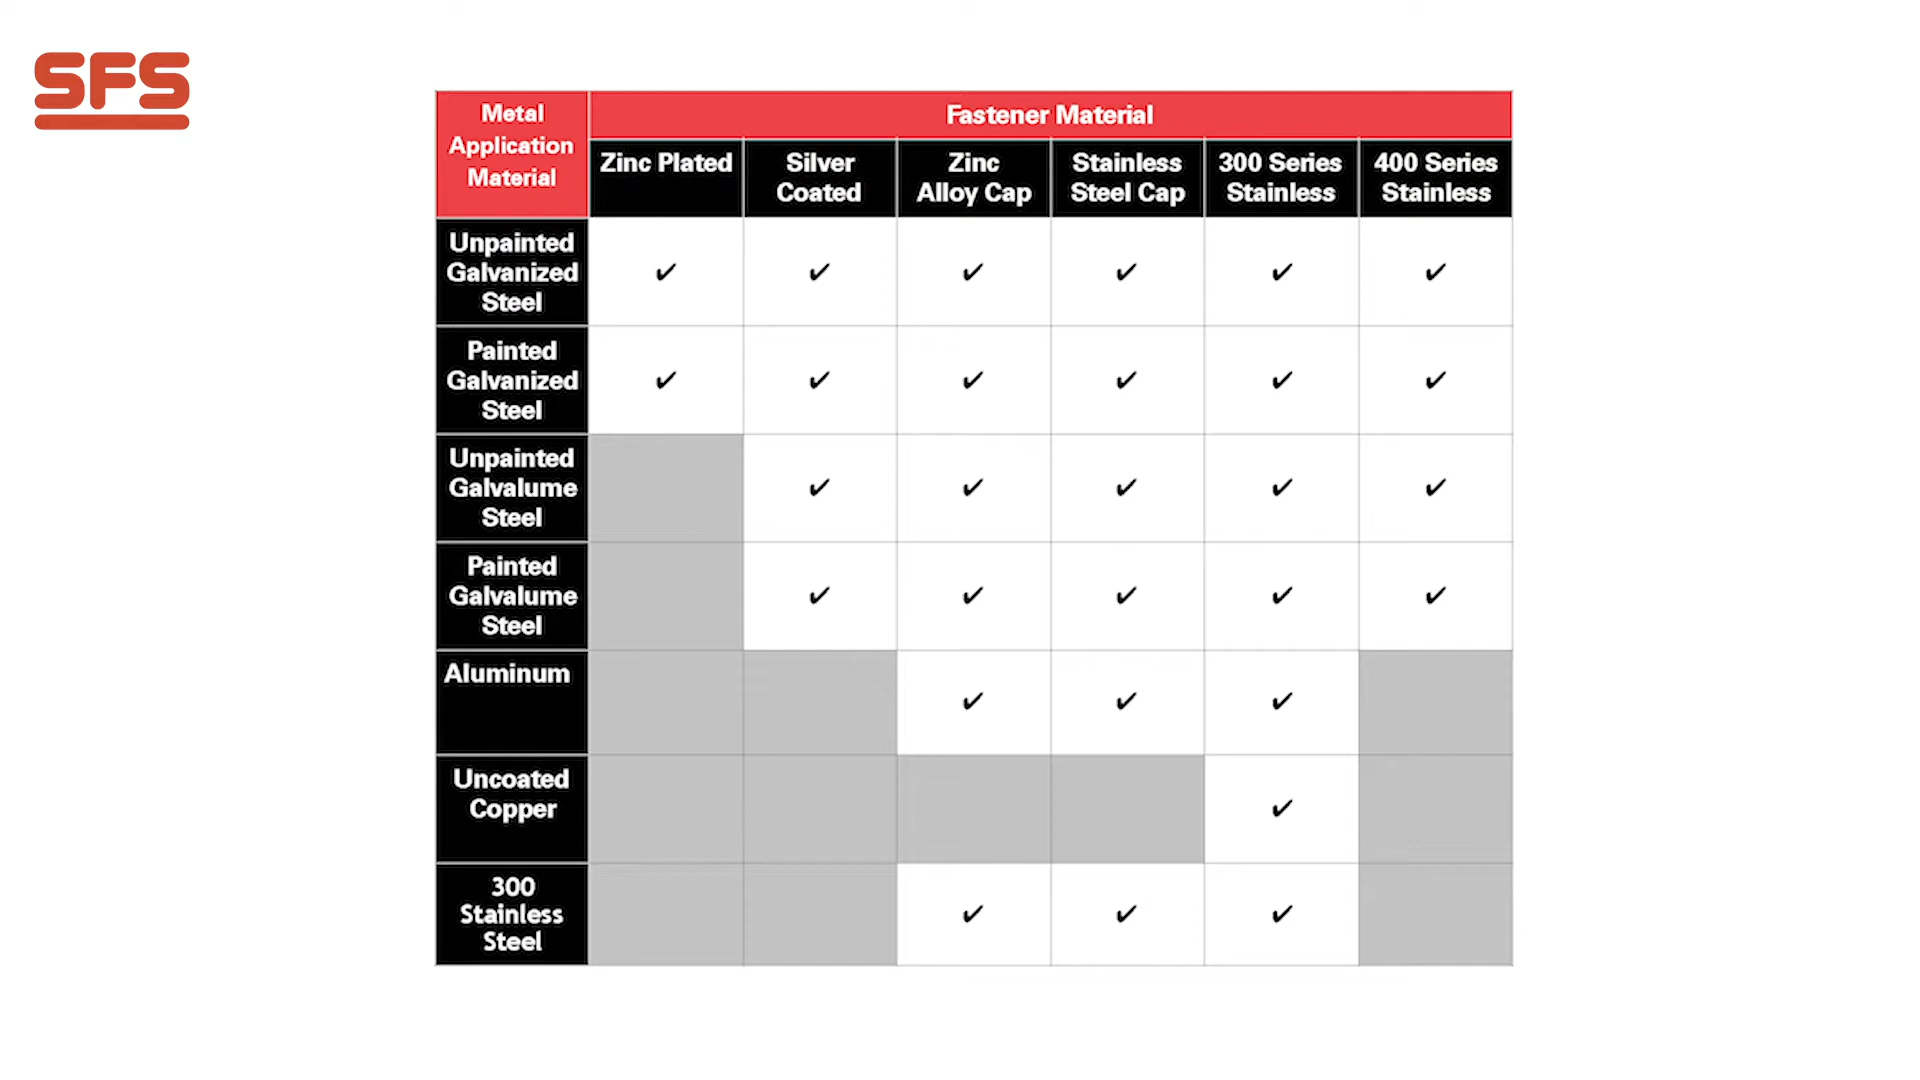 SFS
Metal
Application
Material
Fastener Material
Zinc Plated
Silver
Coated
Zinc
Alloy Cap
Stainless
Steel Cap
300 Series
Stainless
400 Series
Stainless
Unpainted
Galvanized
Steel
✔ ✔ ✔ ✔ ✔ ✔
Painted
Galvanized
Steel
✔ ✔ ✔ ✔ ✔ ✔
Unpainted
Galvalume
Steel
✔ ✔ ✔ ✔ ✔
Painted
Galvalume
Steel
✔ ✔ ✔ ✔ ✔
Aluminum
✔ ✔ ✔
Uncoated
Copper
✔
300
Stainless
Steel
✔ ✔ ✔